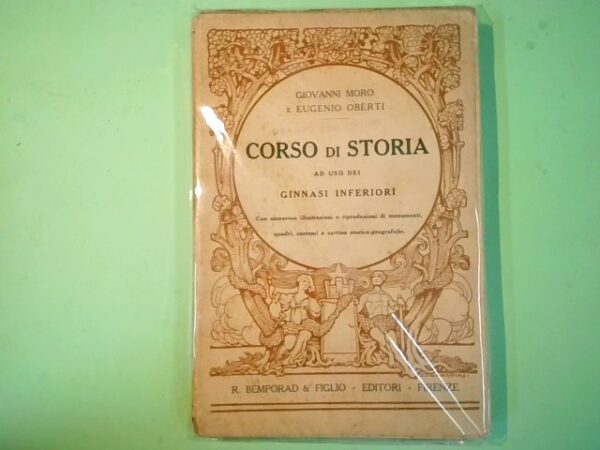 GIOVANNI MORO
E EUGENIO OBERTI
CORSO DI STORIA
AD USO DEI
GINNASI INFERIORI
Con numerose illustrazioni e riproduzioni di monumenti,
quadri, costumi e cartine storico-geografiche.
R. BEMPORAD & FIGLIO - EDITORI - FIRENZE